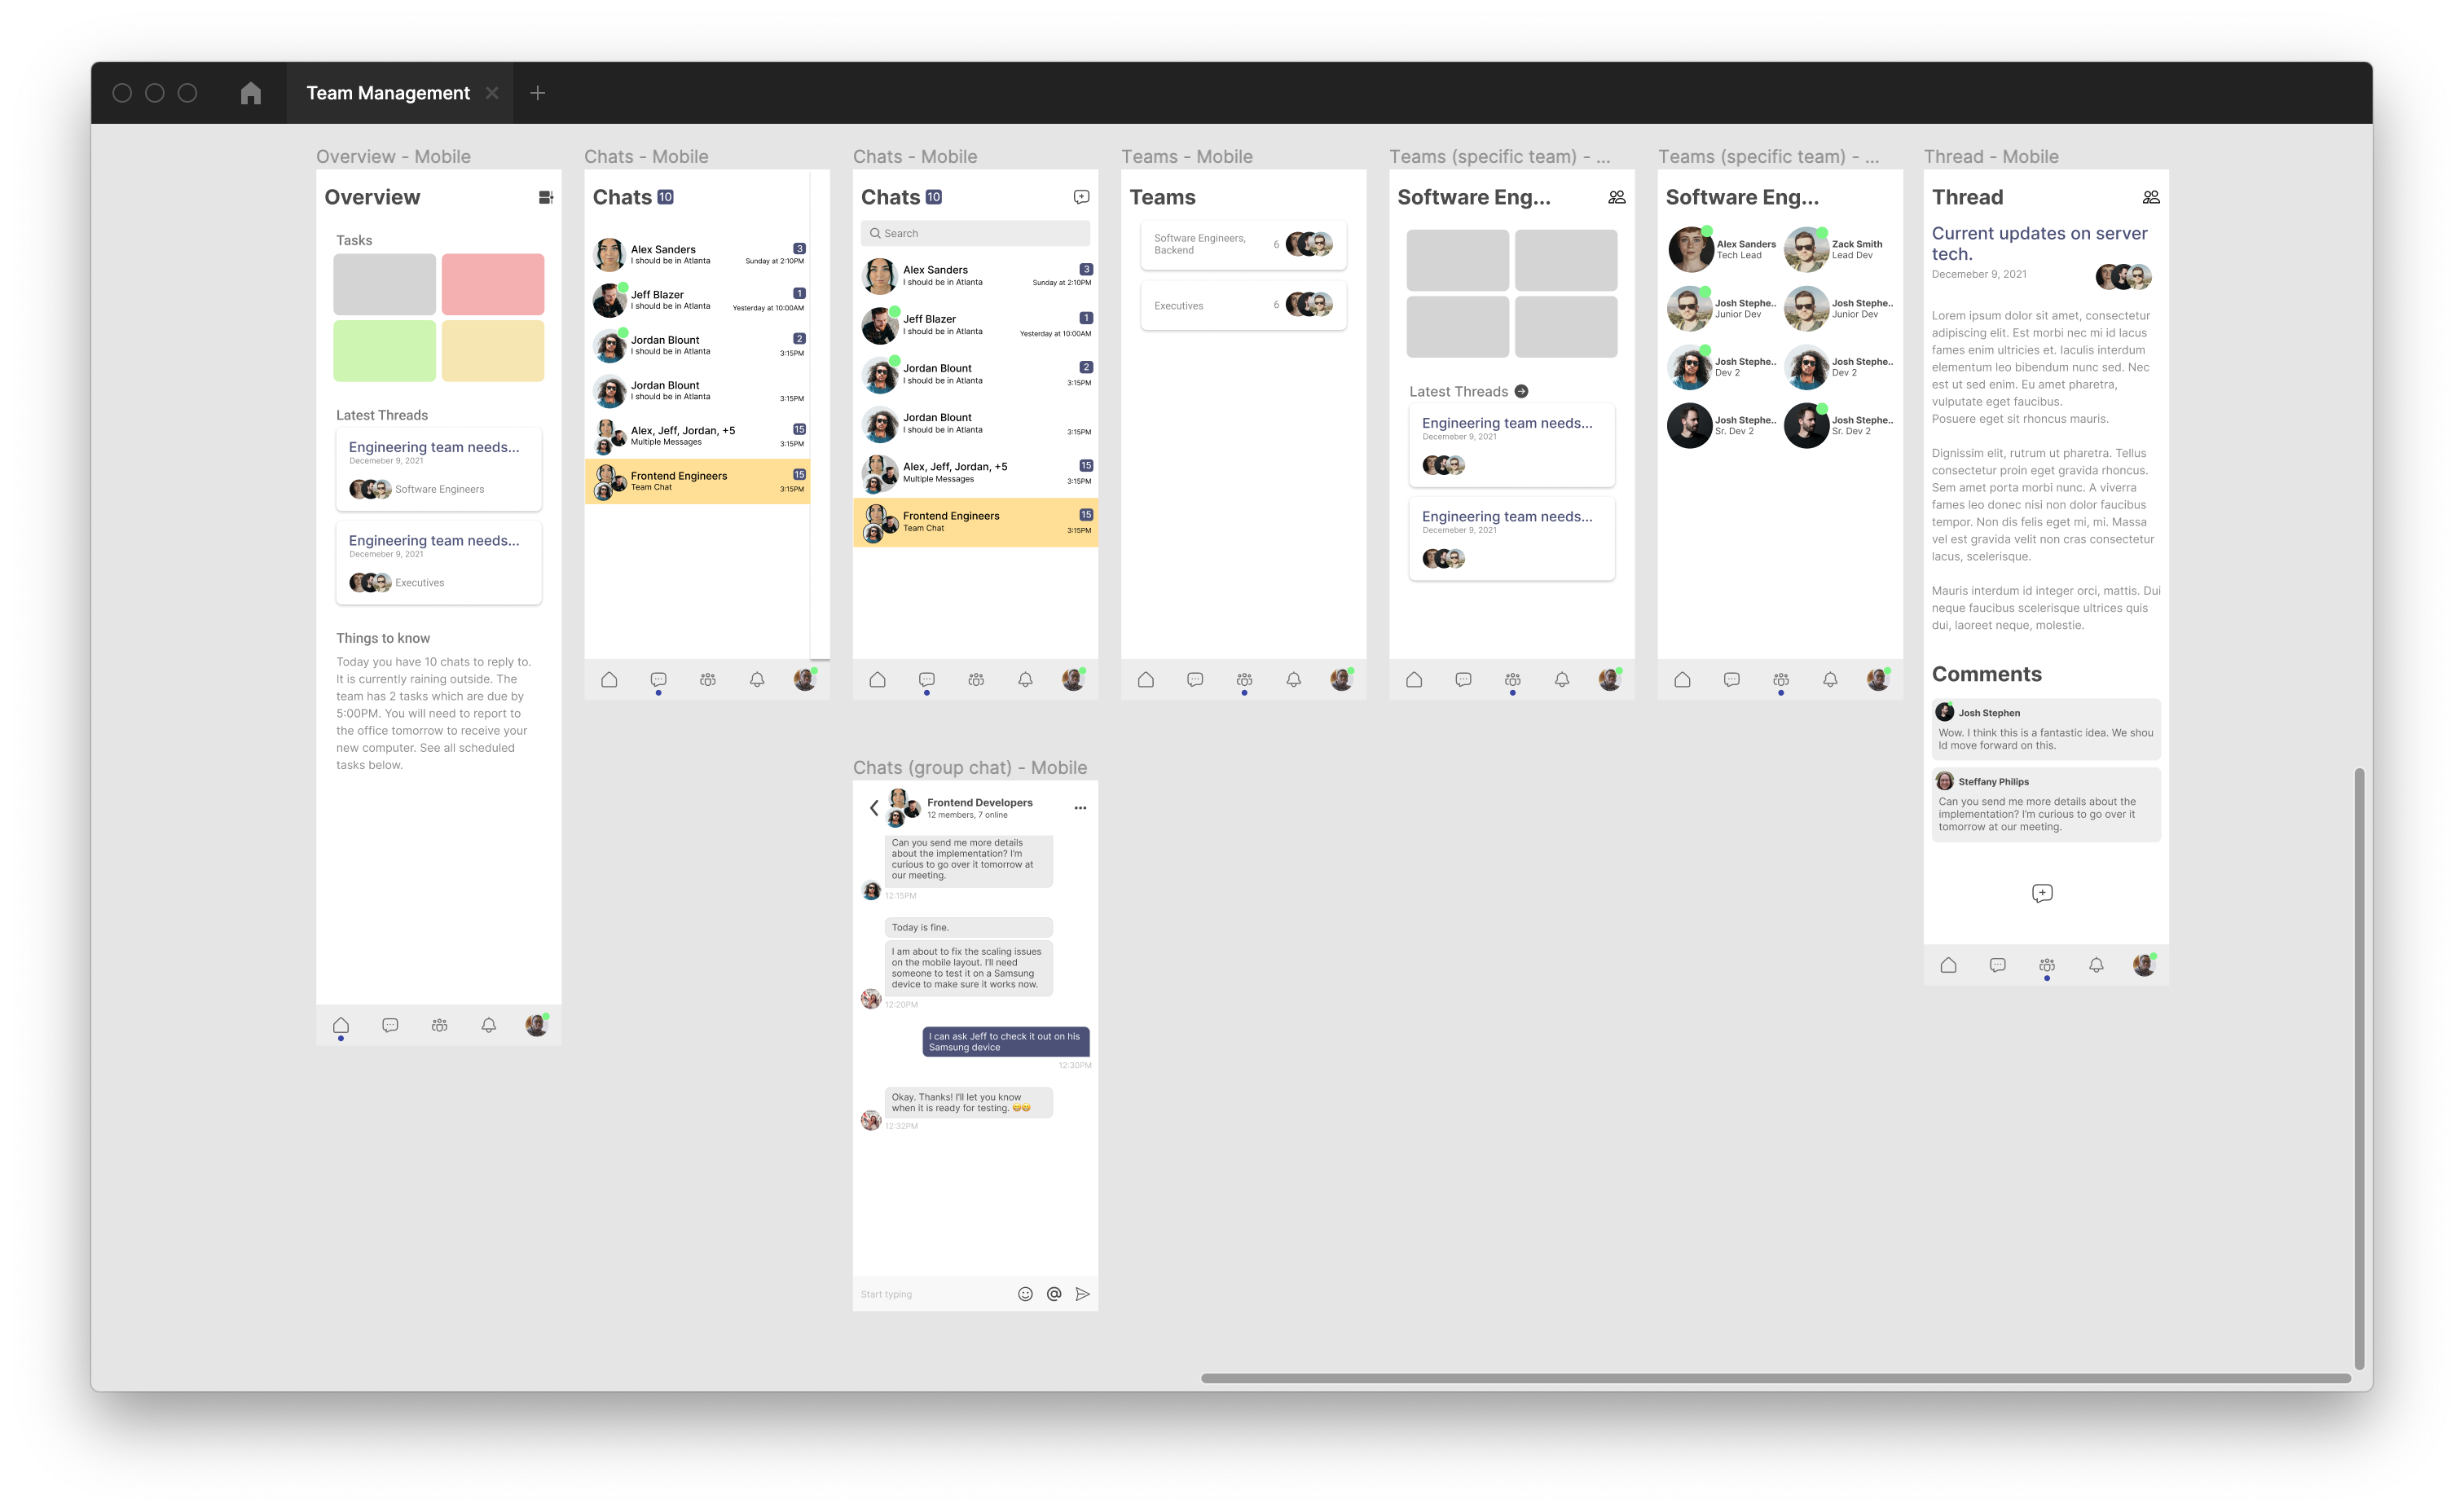 Team Management
Overview - Mobile
Overview
Tasks
Latest Threads
Engineering team needs...
Decemeber 9, 2021
Software Engineers
Engineering team needs...
Decemeber 9, 2021
Executives
Things to know
Today you have 10 chats to reply to.
It is currently raining outside. The
team has 2 tasks which are due by
5:00PM. You will need to report to
the office tomorrow to receive your
new computer. See all scheduled
tasks below.
Chats - Mobile
Chats 10
Alex Sanders 3
I should be in Atlanta Sunday at 2:10PM
Jeff Blazer 1
I should be in Atlanta Yesterday at 10:00AM
Jordan Blount 2
I should be in Atlanta 3:15PM
Jordan Blount
I should be in Atlanta 3:15PM
Alex, Jeff, Jordan, +5 15
Multiple Messages 3:15PM
Frontend Engineers 15
Team Chat 3:15PM
Chats - Mobile
Chats 10
Search
Alex Sanders 3
I should be in Atlanta Sunday at 2:10PM
Jeff Blazer 1
I should be in Atlanta Yesterday at 10:00AM
Jordan Blount 2
I should be in Atlanta 3:15PM
Jordan Blount
I should be in Atlanta 3:15PM
Alex, Jeff, Jordan, +5 15
Multiple Messages 3:15PM
Frontend Engineers 15
Team Chat 3:15PM
Chats (group chat) - Mobile
Frontend Developers
12 members, 7 online
Can you send me more details
about the implementation? I'm
curious to go over it tomorrow at
our meeting.
12:15PM
Today is fine.
I am about to fix the scaling issues
on the mobile layout. I'll need
someone to test it on a Samsung
device to make sure it works now.
12:20PM
I can ask Jeff to check it out on his
Samsung device
12:30PM
Okay. Thanks! I'll let you know
when it is ready for testing. 😁😁
12:32PM
Start typing
Teams - Mobile
Teams
Software Engineers, 6
Backend
Executives 6
Teams (specific team) - ...
Software Eng...
Latest Threads
Engineering team needs...
Decemeber 9, 2021
Engineering team needs...
Decemeber 9, 2021
Teams (specific team) - ...
Software Eng...
Alex Sanders Zack Smith
Tech Lead Lead Dev
Josh Stephe.. Josh Stephe..
Junior Dev Junior Dev
Josh Stephe.. Josh Stephe..
Dev 2 Dev 2
Josh Stephe.. Josh Stephe..
Sr. Dev 2 Sr. Dev 2
Thread - Mobile
Thread
Current updates on server
tech.
Decemeber 9, 2021
Lorem ipsum dolor sit amet, consectetur
adipiscing elit. Est morbi nec mi id lacus
fames enim ultricies et. Iaculis interdum
elementum leo bibendum nunc sed. Nec
est ut sed enim. Eu amet pharetra,
vulputate eget faucibus.
Posuere eget sit rhoncus mauris.
Dignissim elit, rutrum ut pharetra. Tellus
consectetur proin eget gravida rhoncus.
Sem amet porta morbi nunc. A viverra
fames leo donec nisi non dolor faucibus
tempor. Non dis felis eget mi, mi. Massa
vel est gravida velit non cras consectetur
lacus, scelerisque.
Mauris interdum id integer orci, mattis. Dui
neque faucibus scelerisque ultrices quis
dui, laoreet neque, molestie.
Comments
Josh Stephen
Wow. I think this is a fantastic idea. We shou
ld move forward on this.
Steffany Philips
Can you send me more details about the
implementation? I'm curious to go over it
tomorrow at our meeting.